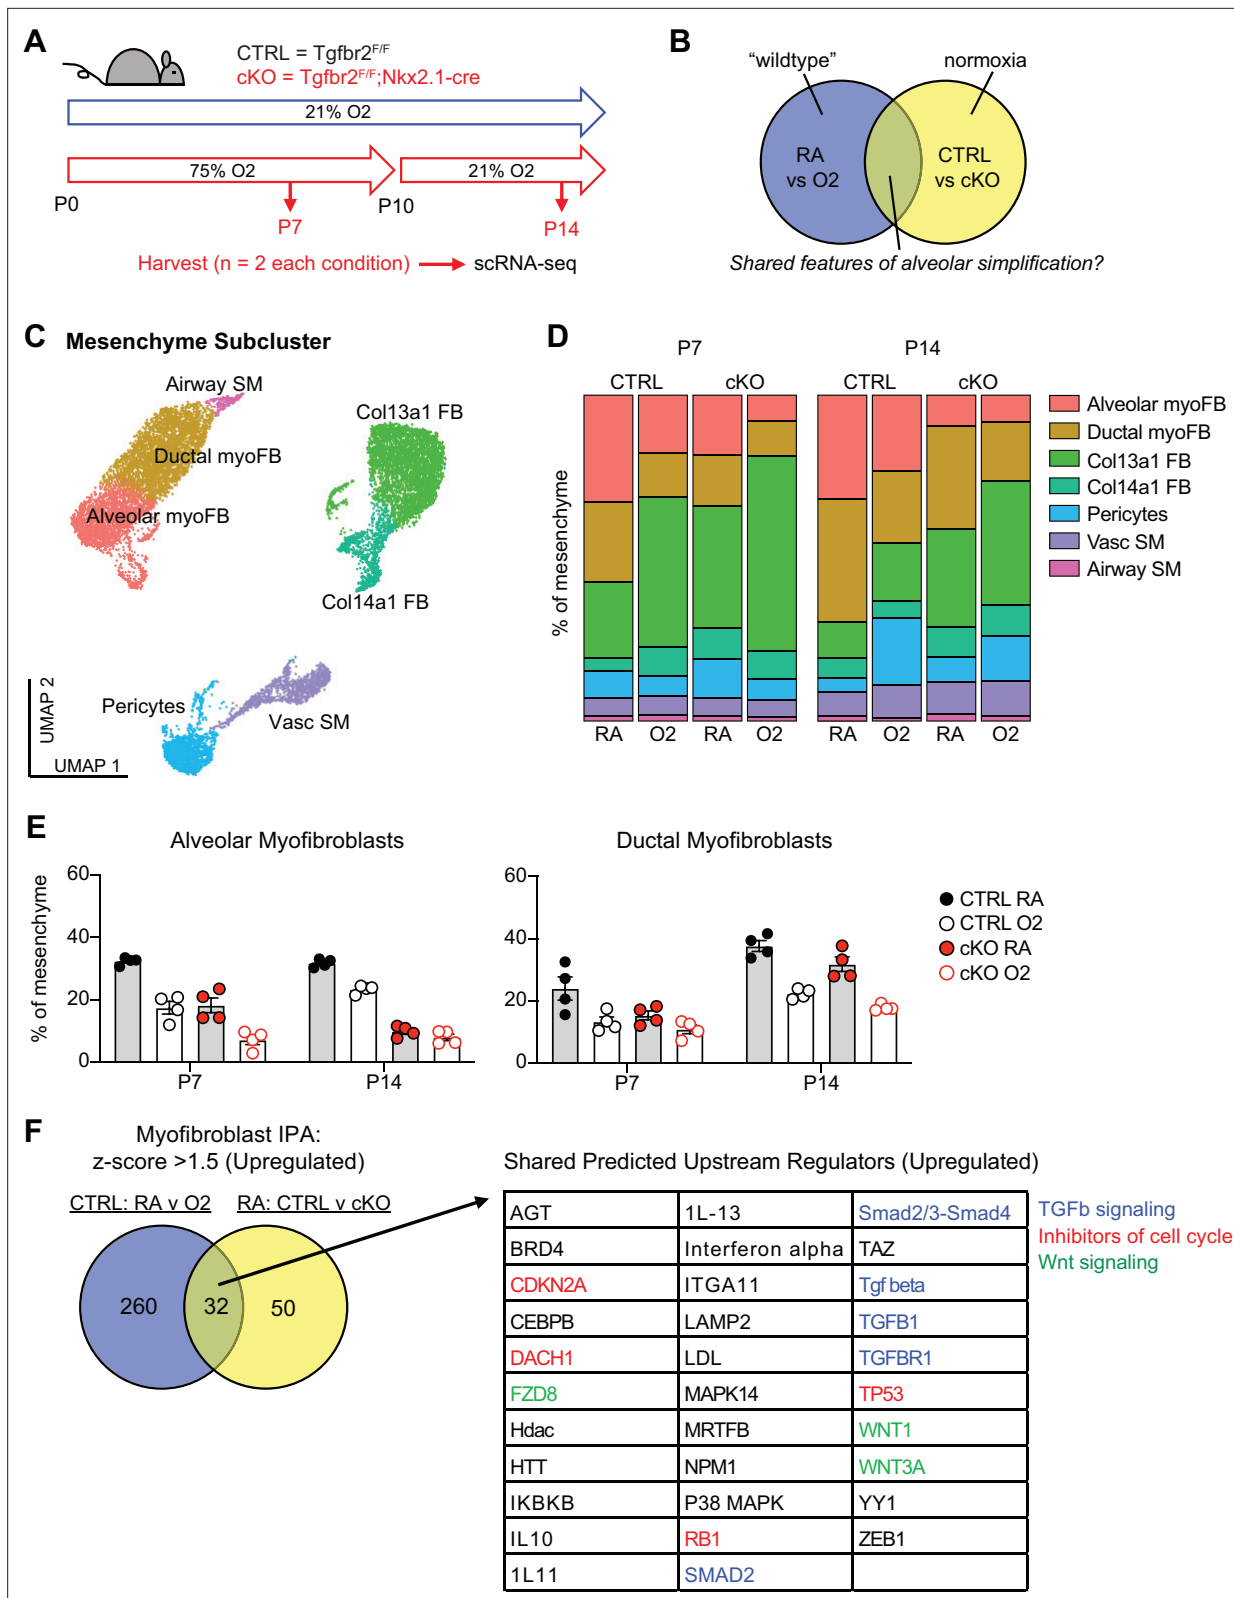 A
CTRL = Tgfbr2F/F
cKO = Tgfbr2F/F;Nkx2.1-cre
21% O2
75% O2
21% O2
P0
P10
P7
P14
Harvest (n = 2 each condition)
scRNA-seq
B
“wildtype”
normoxia
RA
vs O2
CTRL
vs cKO
Shared features of alveolar simplification?
C
Mesenchyme Subcluster
Airway SM
Ductal myoFB
Alveolar myoFB
Col13a1 FB
Col14a1 FB
Pericytes
Vasc SM
UMAP 2
UMAP 1
D
P7
P14
CTRL
cKO
CTRL
cKO
% of mesenchyme
RA
O2
RA
O2
RA
O2
RA
O2
Alveolar myoFB
Ductal myoFB
Col13a1 FB
Col14a1 FB
Pericytes
Vasc SM
Airway SM
E
Alveolar Myofibroblasts
% of mesenchyme
60
40
20
0
P7
P14
Ductal Myofibroblasts
60
40
20
0
P7
P14
CTRL RA
CTRL O2
cKO RA
cKO O2
F
Myofibroblast IPA:
z-score >1.5 (Upregulated)
CTRL: RA v O2
RA: CTRL v cKO
260
32
50
Shared Predicted Upstream Regulators (Upregulated)
AGT 1L-13 Smad2/3-Smad4
BRD4 Interferon alpha TAZ
CDKN2A ITGA11 Tgf beta
CEBPB LAMP2 TGFB1
DACH1 LDL TGFBR1
FZD8 MAPK14 TP53
Hdac MRTFB WNT1
HTT NPM1 WNT3A
IKBKB P38 MAPK YY1
IL10 RB1 ZEB1
1L11 SMAD2
TGFb signaling
Inhibitors of cell cycle
Wnt signaling